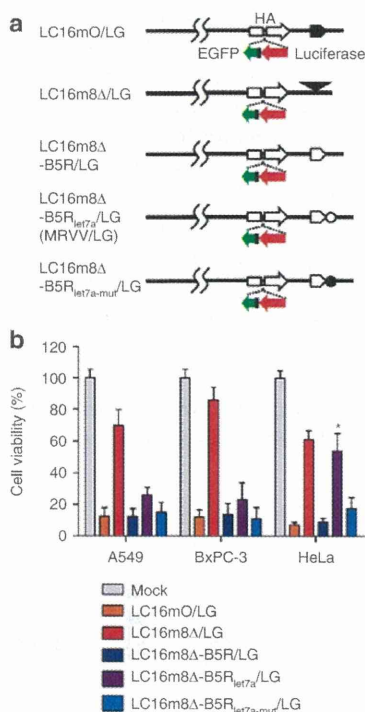 a
HA
LC16mO/LG
EGFP
Luciferase
LC16m8Δ/LG
LC16m8Δ
-B5R/LG
LC16m8Δ
-B5Rlet7a/LG
(MRVV/LG)
LC16m8Δ
-B5Rlet7a-mut/LG
b
Cell viability (%)
120
100
80
60
40
20
0
*
A549
BxPC-3
HeLa
Mock
LC16mO/LG
LC16m8Δ/LG
LC16m8Δ-B5R/LG
LC16m8Δ-B5Rlet7a/LG
LC16m8Δ-B5Rlet7a-mut/LG